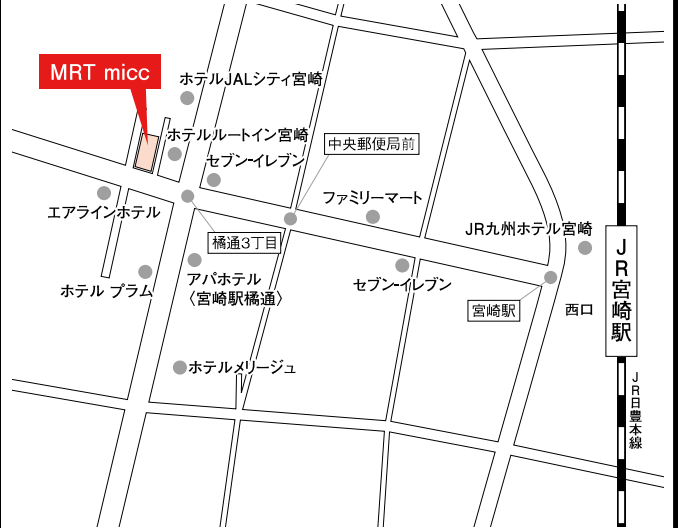 MRT micc
ホテルJALシティ宮崎
ホテルルートイン宮崎
中央郵便局前
セブン-イレブン
ファミリーマート
エアラインホテル
JR九州ホテル宮崎
橘通3丁目
アパホテル
〈宮崎駅橘通〉
ホテル プラム
セブン-イレブン
宮崎駅
西口
JR宮崎駅
ホテルメリージュ
JR日豊本線